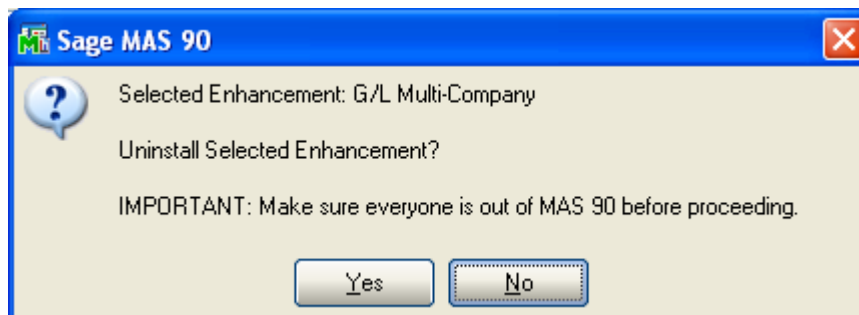 Sage MAS 90
Selected Enhancement: G/L Multi-Company
Uninstall Selected Enhancement?
IMPORTANT: Make sure everyone is out of MAS 90 before proceeding.
Yes No